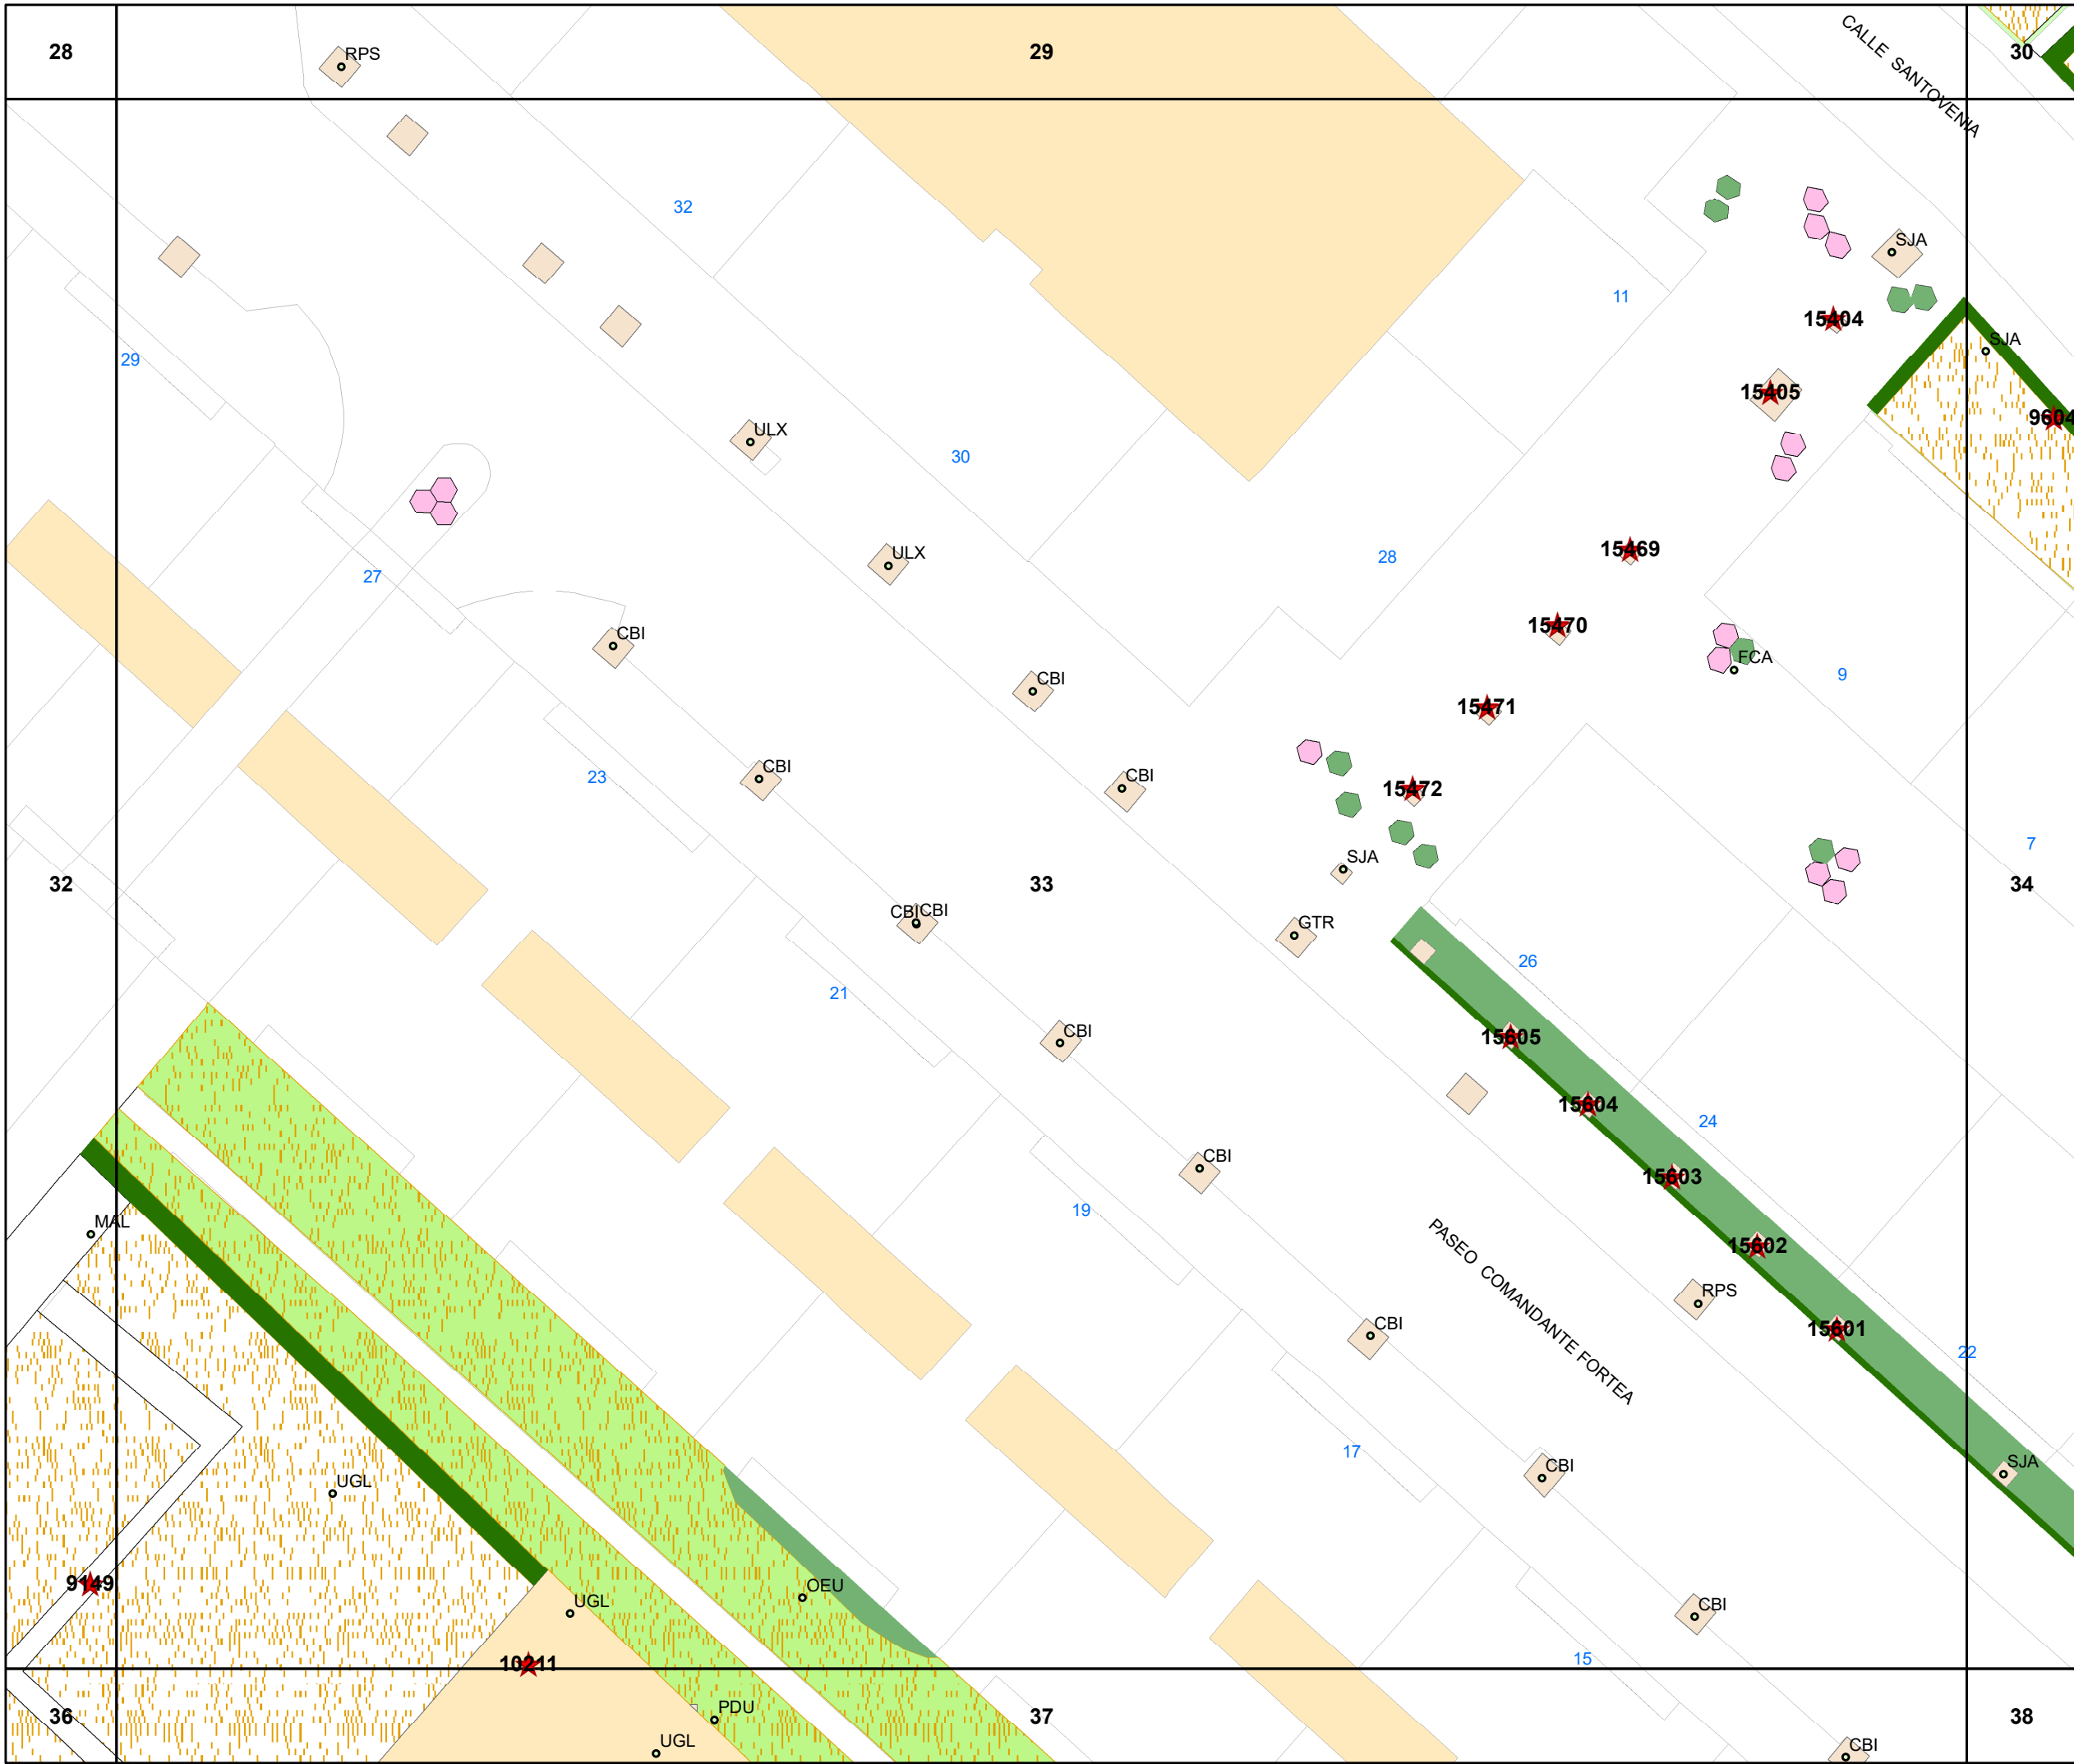 28
RPS
29
CALLE SANTOVENIA
30
32
SJA
11
15404
SJA
29
15405
9604
ULX
30
15469
28
ULX
27
15470
CBI
FCA
9
CBI
15471
CBI
23
CBI
15472
7
SJA
32
33
34
CBI
CBI
GTR
26
21
CBI
15605
15604
24
CBI
15603
19
MAL
PASEO COMANDANTE FORTEA
15602
RPS
CBI
15601
22
17
CBI
SJA
UGL
9149
OEU
UGL
CBI
10211
15
36
PDU
37
38
UGL
CBI